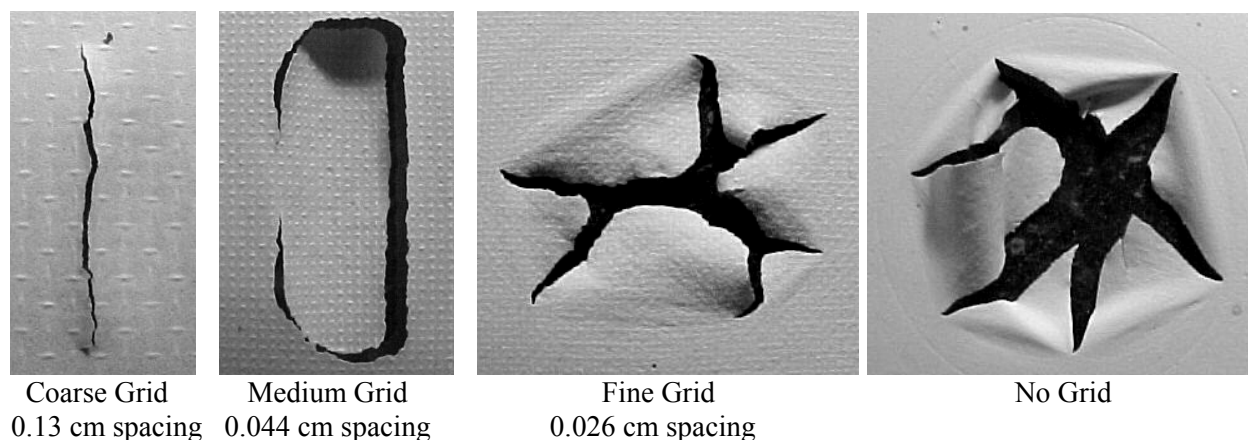 Coarse Grid
0.13 cm spacing
Medium Grid
0.044 cm spacing
Fine Grid
0.026 cm spacing
No Grid